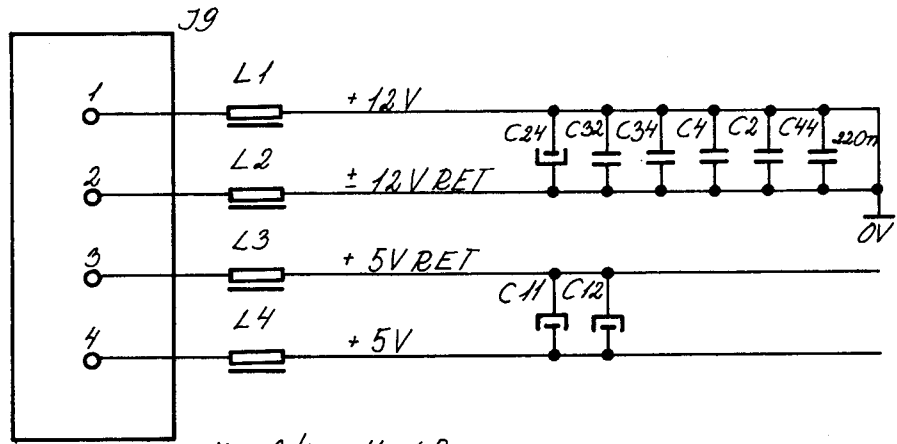 J9
L1
1
+ 12V
C24 C32 C34 C4 C2 C44 220n
L2
2
± 12V RET
0V
L3
3
+ 5V RET
C11 C12
L4
4
+ 5V